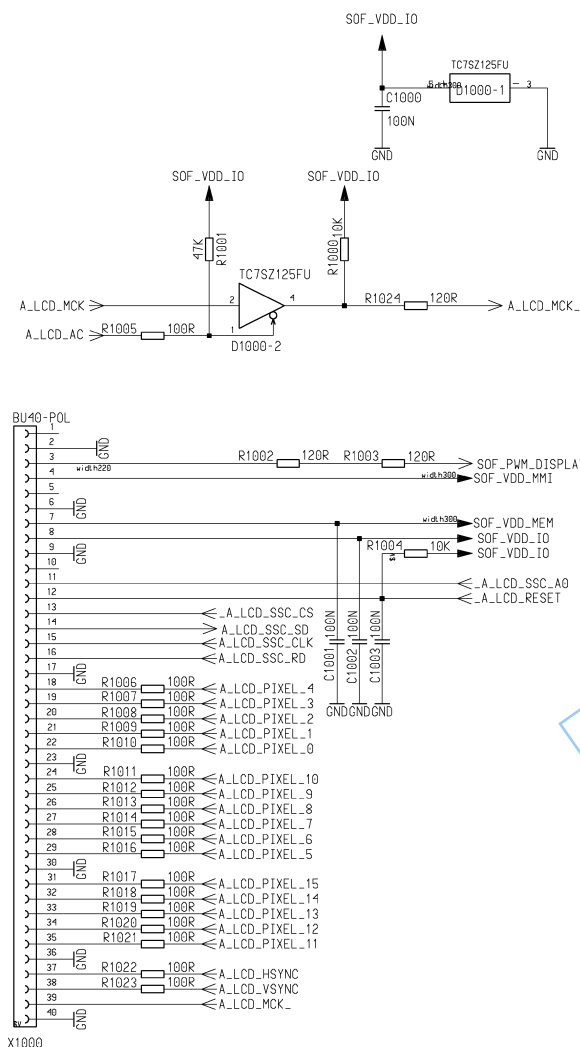 SOF_VDD_IO
TC7SZ125FU
5 D1000-1 3
C1000
100N
GND GND
SOF_VDD_IO SOF_VDD_IO
47K R1001
R1000 10K
TC7SZ125FU
A_LCD_MCK 2 4 R1024 120R A_LCD_MCK_
A_LCD_AC R1005 100R 1
D1000-2
BU40-POL
1
2 GND
3 width220 R1002 120R R1003 120R SOF_PWM_DISPLA
4 width300 SOF_VDD_MMI
5
6 GND
7 width300 SOF_VDD_MEM
8 SOF_VDD_IO
9 GND R1004 10K SOF_VDD_IO
10
11 _A_LCD_SSC_A0
12 _A_LCD_RESET
13 _A_LCD_SSC_CS
14 A_LCD_SSC_SD
15 A_LCD_SSC_CLK
16 A_LCD_SSC_RD
C1001 100N C1002 100N C1003 100N
GND GND GND
17 GND
18 R1006 100R A_LCD_PIXEL_4
19 R1007 100R A_LCD_PIXEL_3
20 R1008 100R A_LCD_PIXEL_2
21 R1009 100R A_LCD_PIXEL_1
22 R1010 100R A_LCD_PIXEL_0
23 GND
24 R1011 100R A_LCD_PIXEL_10
25 R1012 100R A_LCD_PIXEL_9
26 R1013 100R A_LCD_PIXEL_8
27 R1014 100R A_LCD_PIXEL_7
28 R1015 100R A_LCD_PIXEL_6
29 R1016 100R A_LCD_PIXEL_5
30 GND
31 R1017 100R A_LCD_PIXEL_15
32 R1018 100R A_LCD_PIXEL_14
33 R1019 100R A_LCD_PIXEL_13
34 R1020 100R A_LCD_PIXEL_12
35 R1021 100R A_LCD_PIXEL_11
36 GND
37 R1022 100R A_LCD_HSYNC
38 R1023 100R A_LCD_VSYNC
39 A_LCD_MCK_
40 GND
X1000